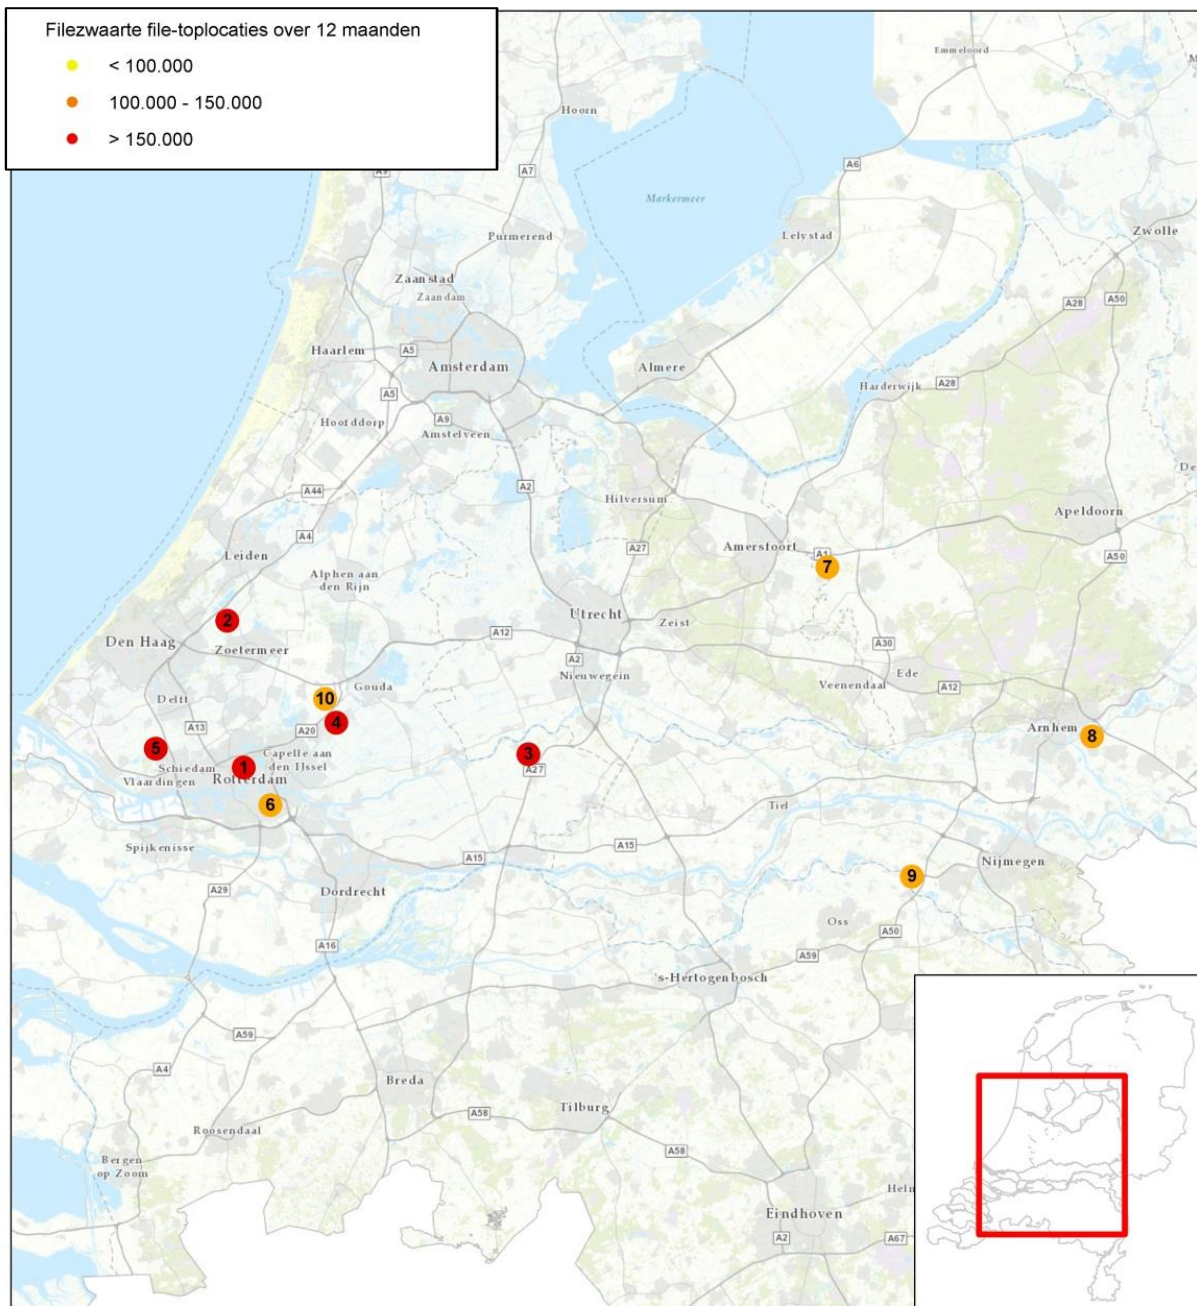 Filezwaarte file-toplocaties over 12 maanden
< 100.000
100.000 - 150.000
> 150.000
Emmeloord
Hoorn
A9
A7
A6
Markermeer
Purmerend
Lelystad
Zwolle
Zaanstad
Zaandam
A28
A50
Haarlem
A5
Amsterdam
Almere
Harderwijk
A28
A5
Hoofddorp
A9
Amstelveen
A44
A2
Hilversum
Apeldoorn
A4
Leiden
A27
Amersfoort
A1
A50
7
Alphen aan
den Rijn
2
Utrecht
Zeist
Den Haag
Zoetermeer
A12
A30
A2
Nieuwegein
Gouda
Ede
Veenendaal
A12
10
Delft
A13
A20
4
Arnhem
8
5
Capelle aan
den IJssel
3
A27
1
Schiedam
Vlaardingen
Rotterdam
6
Tiel
Spijkenisse
A15
A15
Nijmegen
9
A29
Dordrecht
Oss
A50
A16
A59
's-Hertogenbosch
A59
A4
Breda
Tilburg
A58
Roosendaal
A58
Bergen
op Zoom
Eindhoven
A2
A67